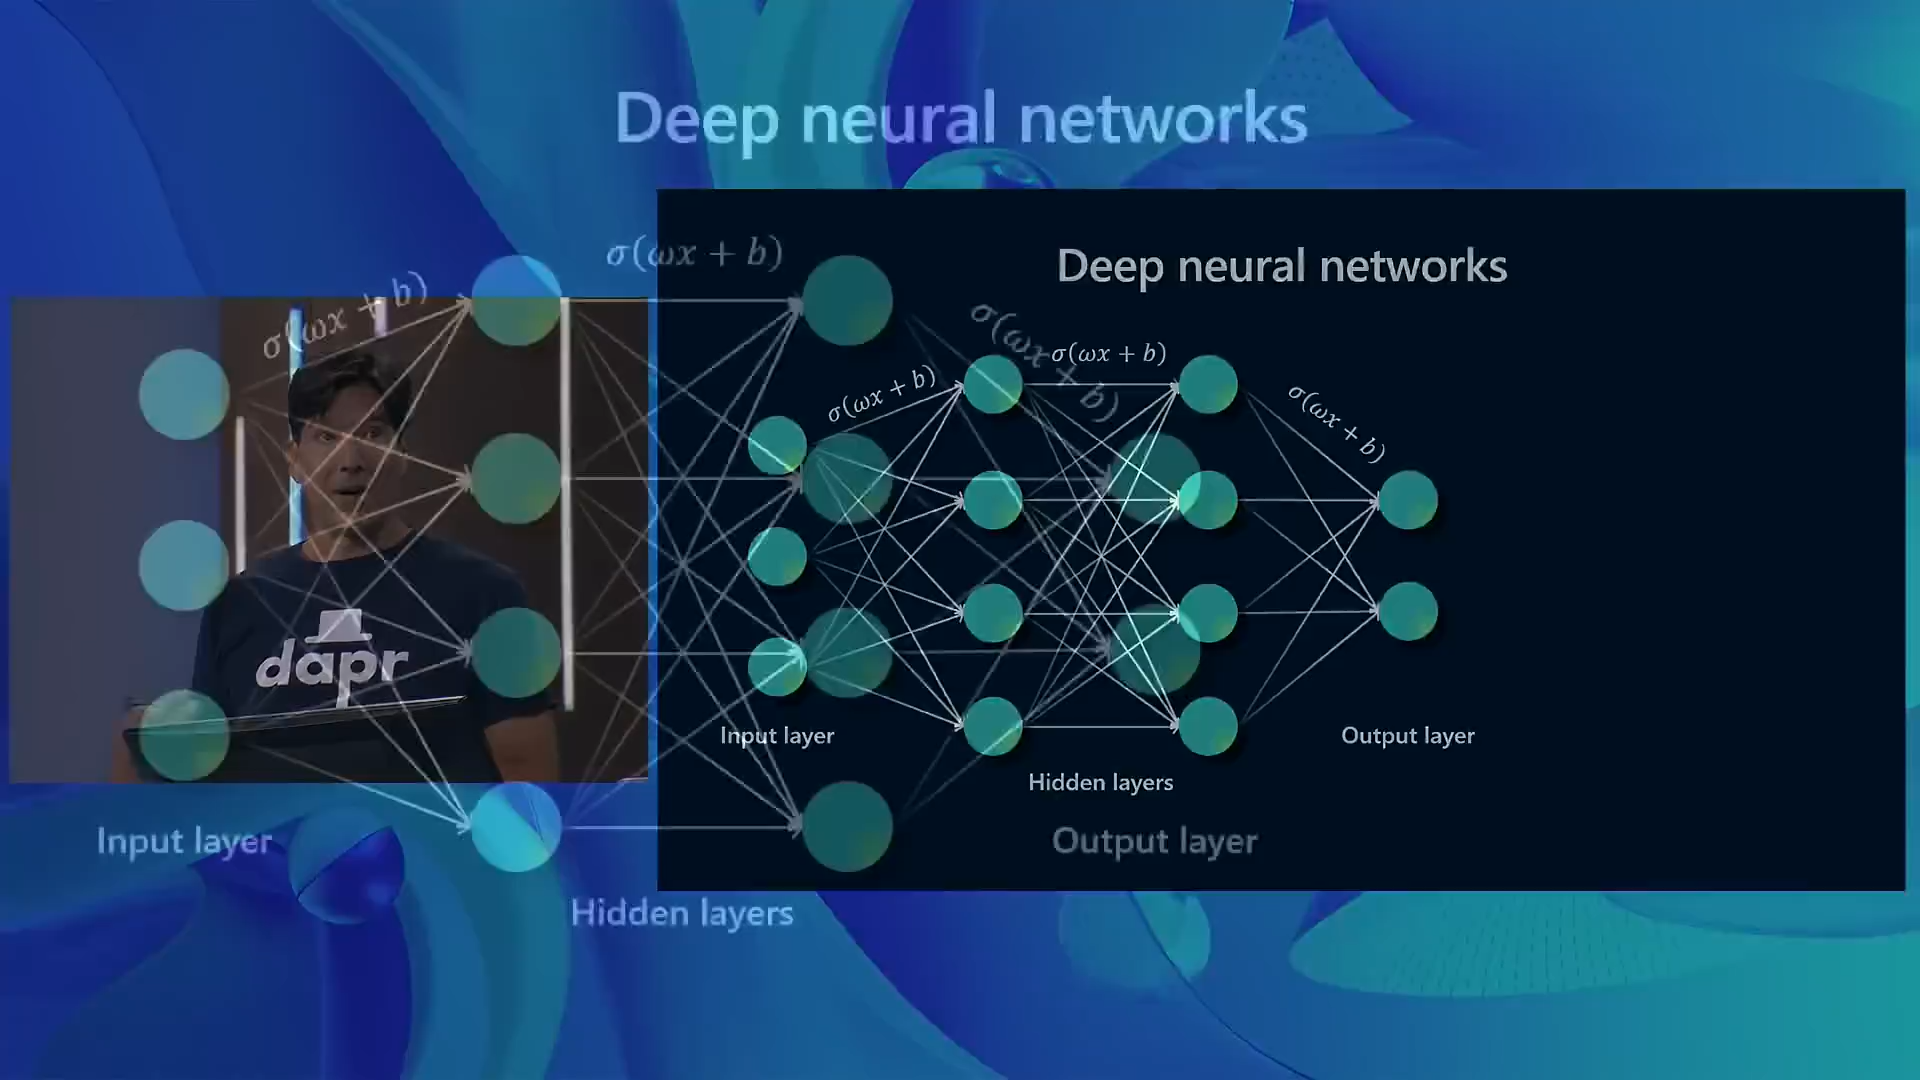 Deep neural networks
σ(ωx + b)
σ(ωx + b)
σ(ωx + b)
Input layer
Hidden layers
Output layer
Deep neural networks
σ(ωx + b)
σ(ωx + b)
σ(ωx + b)
Input layer
Hidden layers
Output layer
dapr